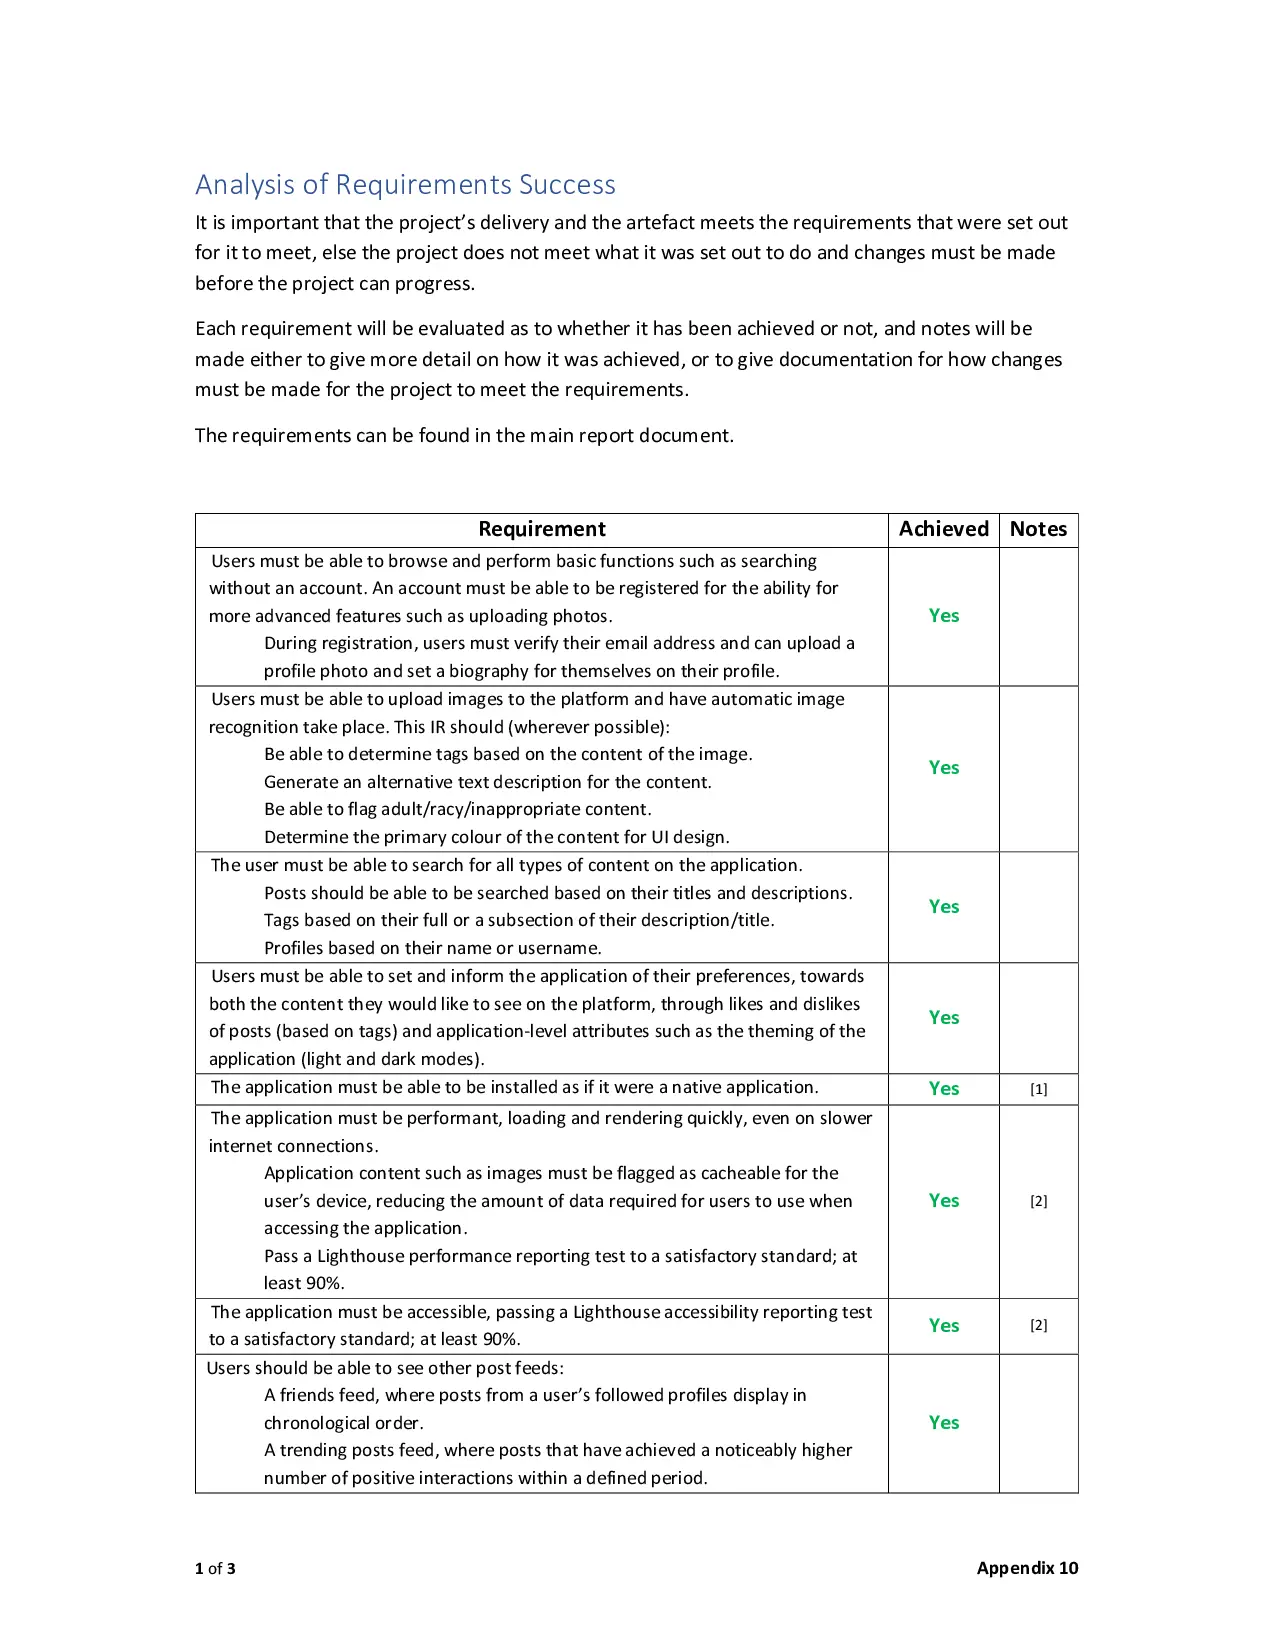 Analysis of Requirements Success
It is important that the project’s delivery and the artefact meets the requirements that were set out
for it to meet, else the project does not meet what it was set out to do and changes must be made
before the project can progress.
Each requirement will be evaluated as to whether it has been achieved or not, and notes will be
made either to give more detail on how it was achieved, or to give documentation for how changes
must be made for the project to meet the requirements.
The requirements can be found in the main report document.
Requirement Achieved Notes
Users must be able to browse and perform basic functions such as searching
without an account. An account must be able to be registered for the ability for
more advanced features such as uploading photos.
During registration, users must verify their email address and can upload a
profile photo and set a biography for themselves on their profile.
Yes
Users must be able to upload images to the platform and have automatic image
recognition take place. This IR should (wherever possible):
Be able to determine tags based on the content of the image.
Generate an alternative text description for the content.
Be able to flag adult/racy/inappropriate content.
Determine the primary colour of the content for UI design.
Yes
The user must be able to search for all types of content on the application.
Posts should be able to be searched based on their titles and descriptions.
Tags based on their full or a subsection of their description/title.
Profiles based on their name or username.
Yes
Users must be able to set and inform the application of their preferences, towards
both the content they would like to see on the platform, through likes and dislikes
of posts (based on tags) and application-level attributes such as the theming of the
application (light and dark modes).
Yes
The application must be able to be installed as if it were a native application. Yes [1]
The application must be performant, loading and rendering quickly, even on slower
internet connections.
Application content such as images must be flagged as cacheable for the
user’s device, reducing the amount of data required for users to use when
accessing the application.
Pass a Lighthouse performance reporting test to a satisfactory standard; at
least 90%.
Yes [2]
The application must be accessible, passing a Lighthouse accessibility reporting test
to a satisfactory standard; at least 90%.
Yes [2]
Users should be able to see other post feeds:
A friends feed, where posts from a user’s followed profiles display in
chronological order.
A trending posts feed, where posts that have achieved a noticeably higher
number of positive interactions within a defined period.
Yes
1 of 3 Appendix 10